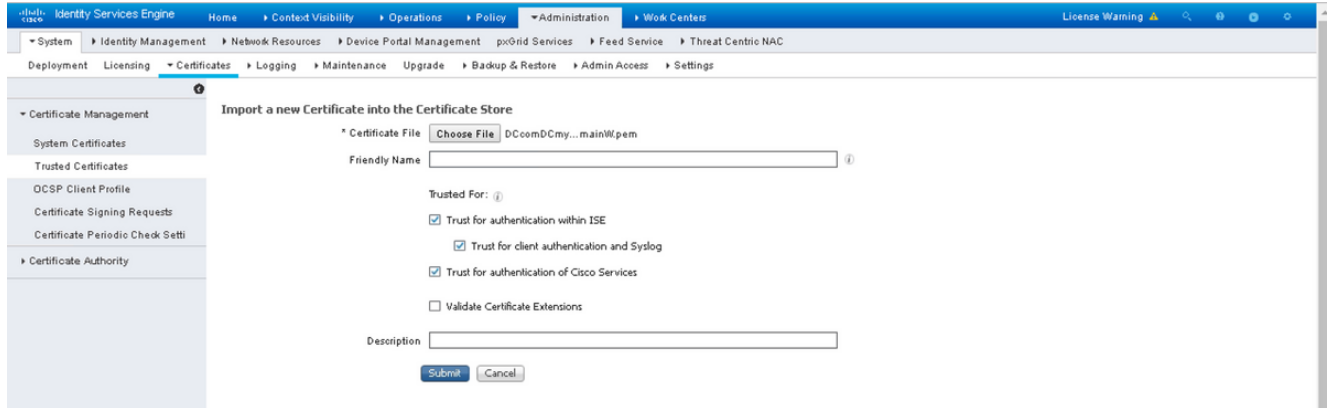 cisco Identity Services Engine Home Context Visibility Operations Policy Administration Work Centers License Warning
System Identity Management Network Resources Device Portal Management pxGrid Services Feed Service Threat Centric NAC
Deployment Licensing Certificates Logging Maintenance Upgrade Backup & Restore Admin Access Settings
Certificate Management
System Certificates
Trusted Certificates
OCSP Client Profile
Certificate Signing Requests
Certificate Periodic Check Setti
Certificate Authority
Import a new Certificate into the Certificate Store
* Certificate File Choose File DCcomDCmy...mainW.pem
Friendly Name
Trusted For:
Trust for authentication within ISE
Trust for client authentication and Syslog
Trust for authentication of Cisco Services
Validate Certificate Extensions
Description
Submit Cancel